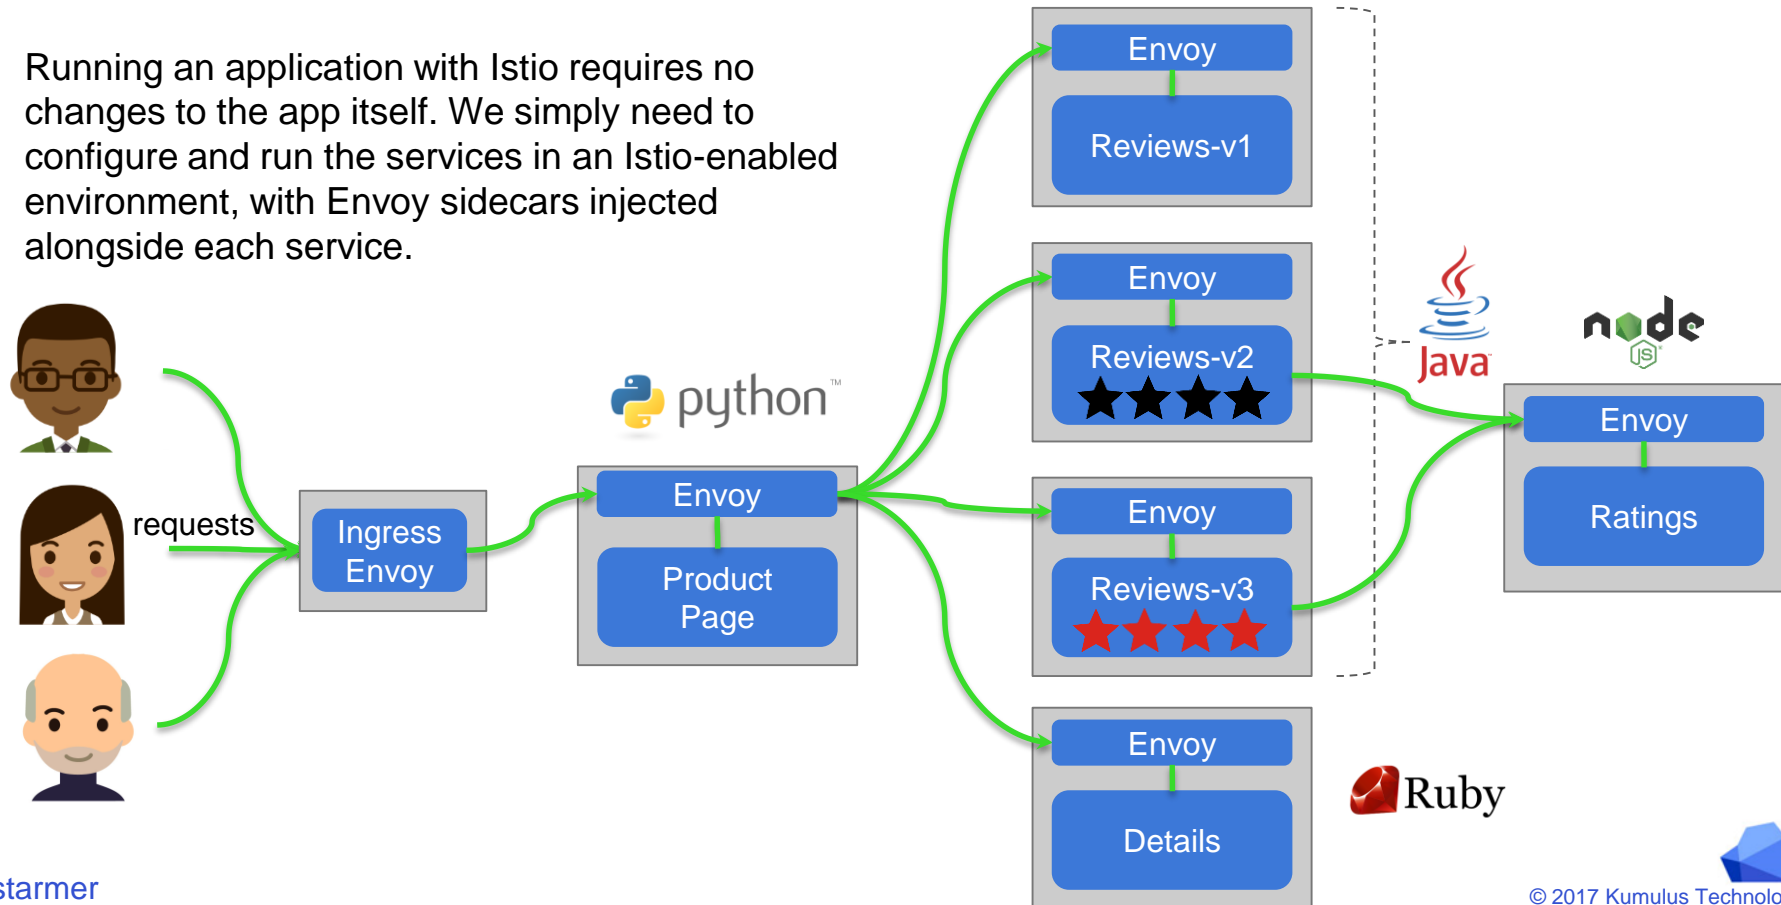 Running an application with Istio requires no
changes to the app itself. We simply need to
configure and run the services in an Istio-enabled
environment, with Envoy sidecars injected
alongside each service.
requests
Ingress
Envoy
python™
Envoy
Product
Page
Envoy
Reviews-v1
Envoy
Reviews-v2
Envoy
Reviews-v3
Envoy
Details
Java
node
JS
Envoy
Ratings
Ruby
starmer
© 2017 Kumulus Technolo